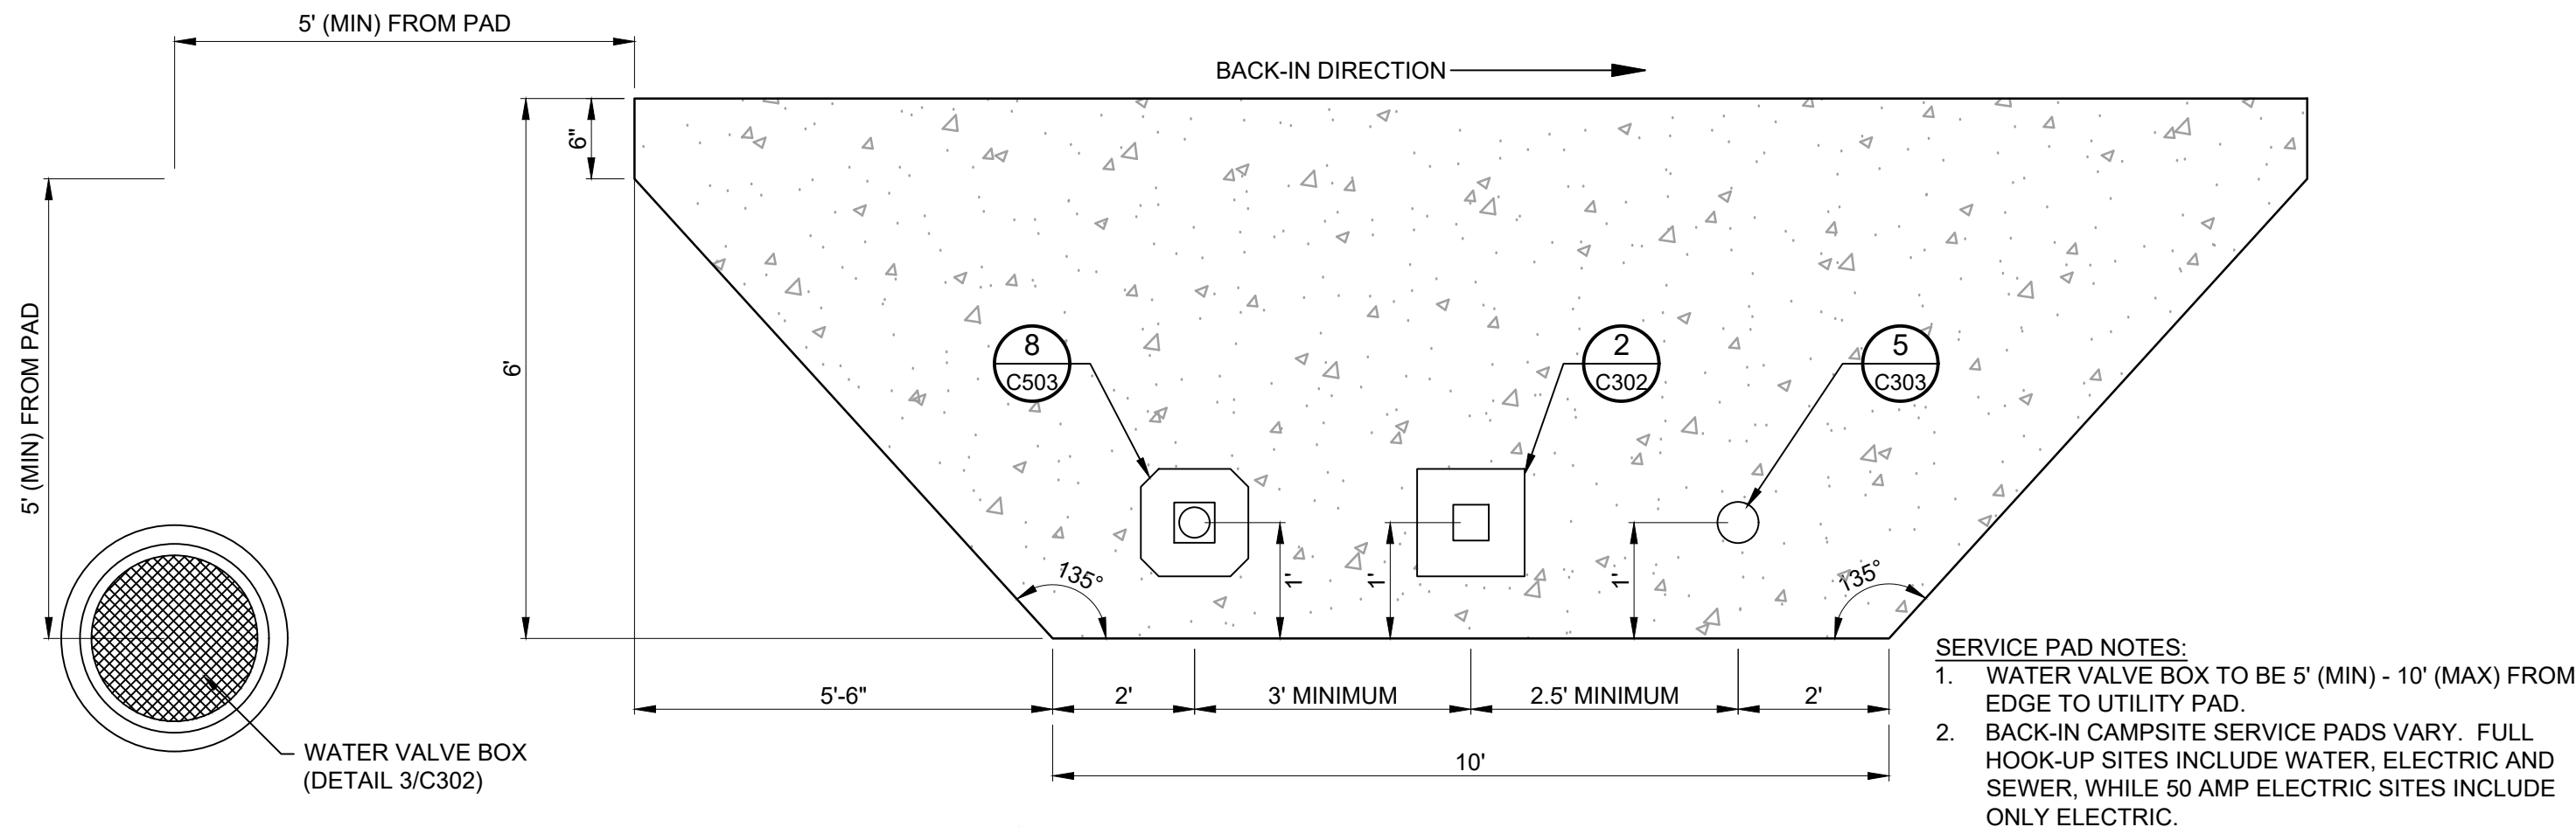 5' (MIN) FROM PAD
BACK-IN DIRECTION
6"
5' (MIN) FROM PAD
6'
8
C503
2
C302
5
C303
135°
1'
1'
1'
135°
5'-6"
2'
3' MINIMUM
2.5' MINIMUM
2'
10'
WATER VALVE BOX
(DETAIL 3/C302)
SERVICE PAD NOTES:
1. WATER VALVE BOX TO BE 5' (MIN) - 10' (MAX) FROM
EDGE TO UTILITY PAD.
2. BACK-IN CAMPSITE SERVICE PADS VARY. FULL
HOOK-UP SITES INCLUDE WATER, ELECTRIC AND
SEWER, WHILE 50 AMP ELECTRIC SITES INCLUDE
ONLY ELECTRIC.